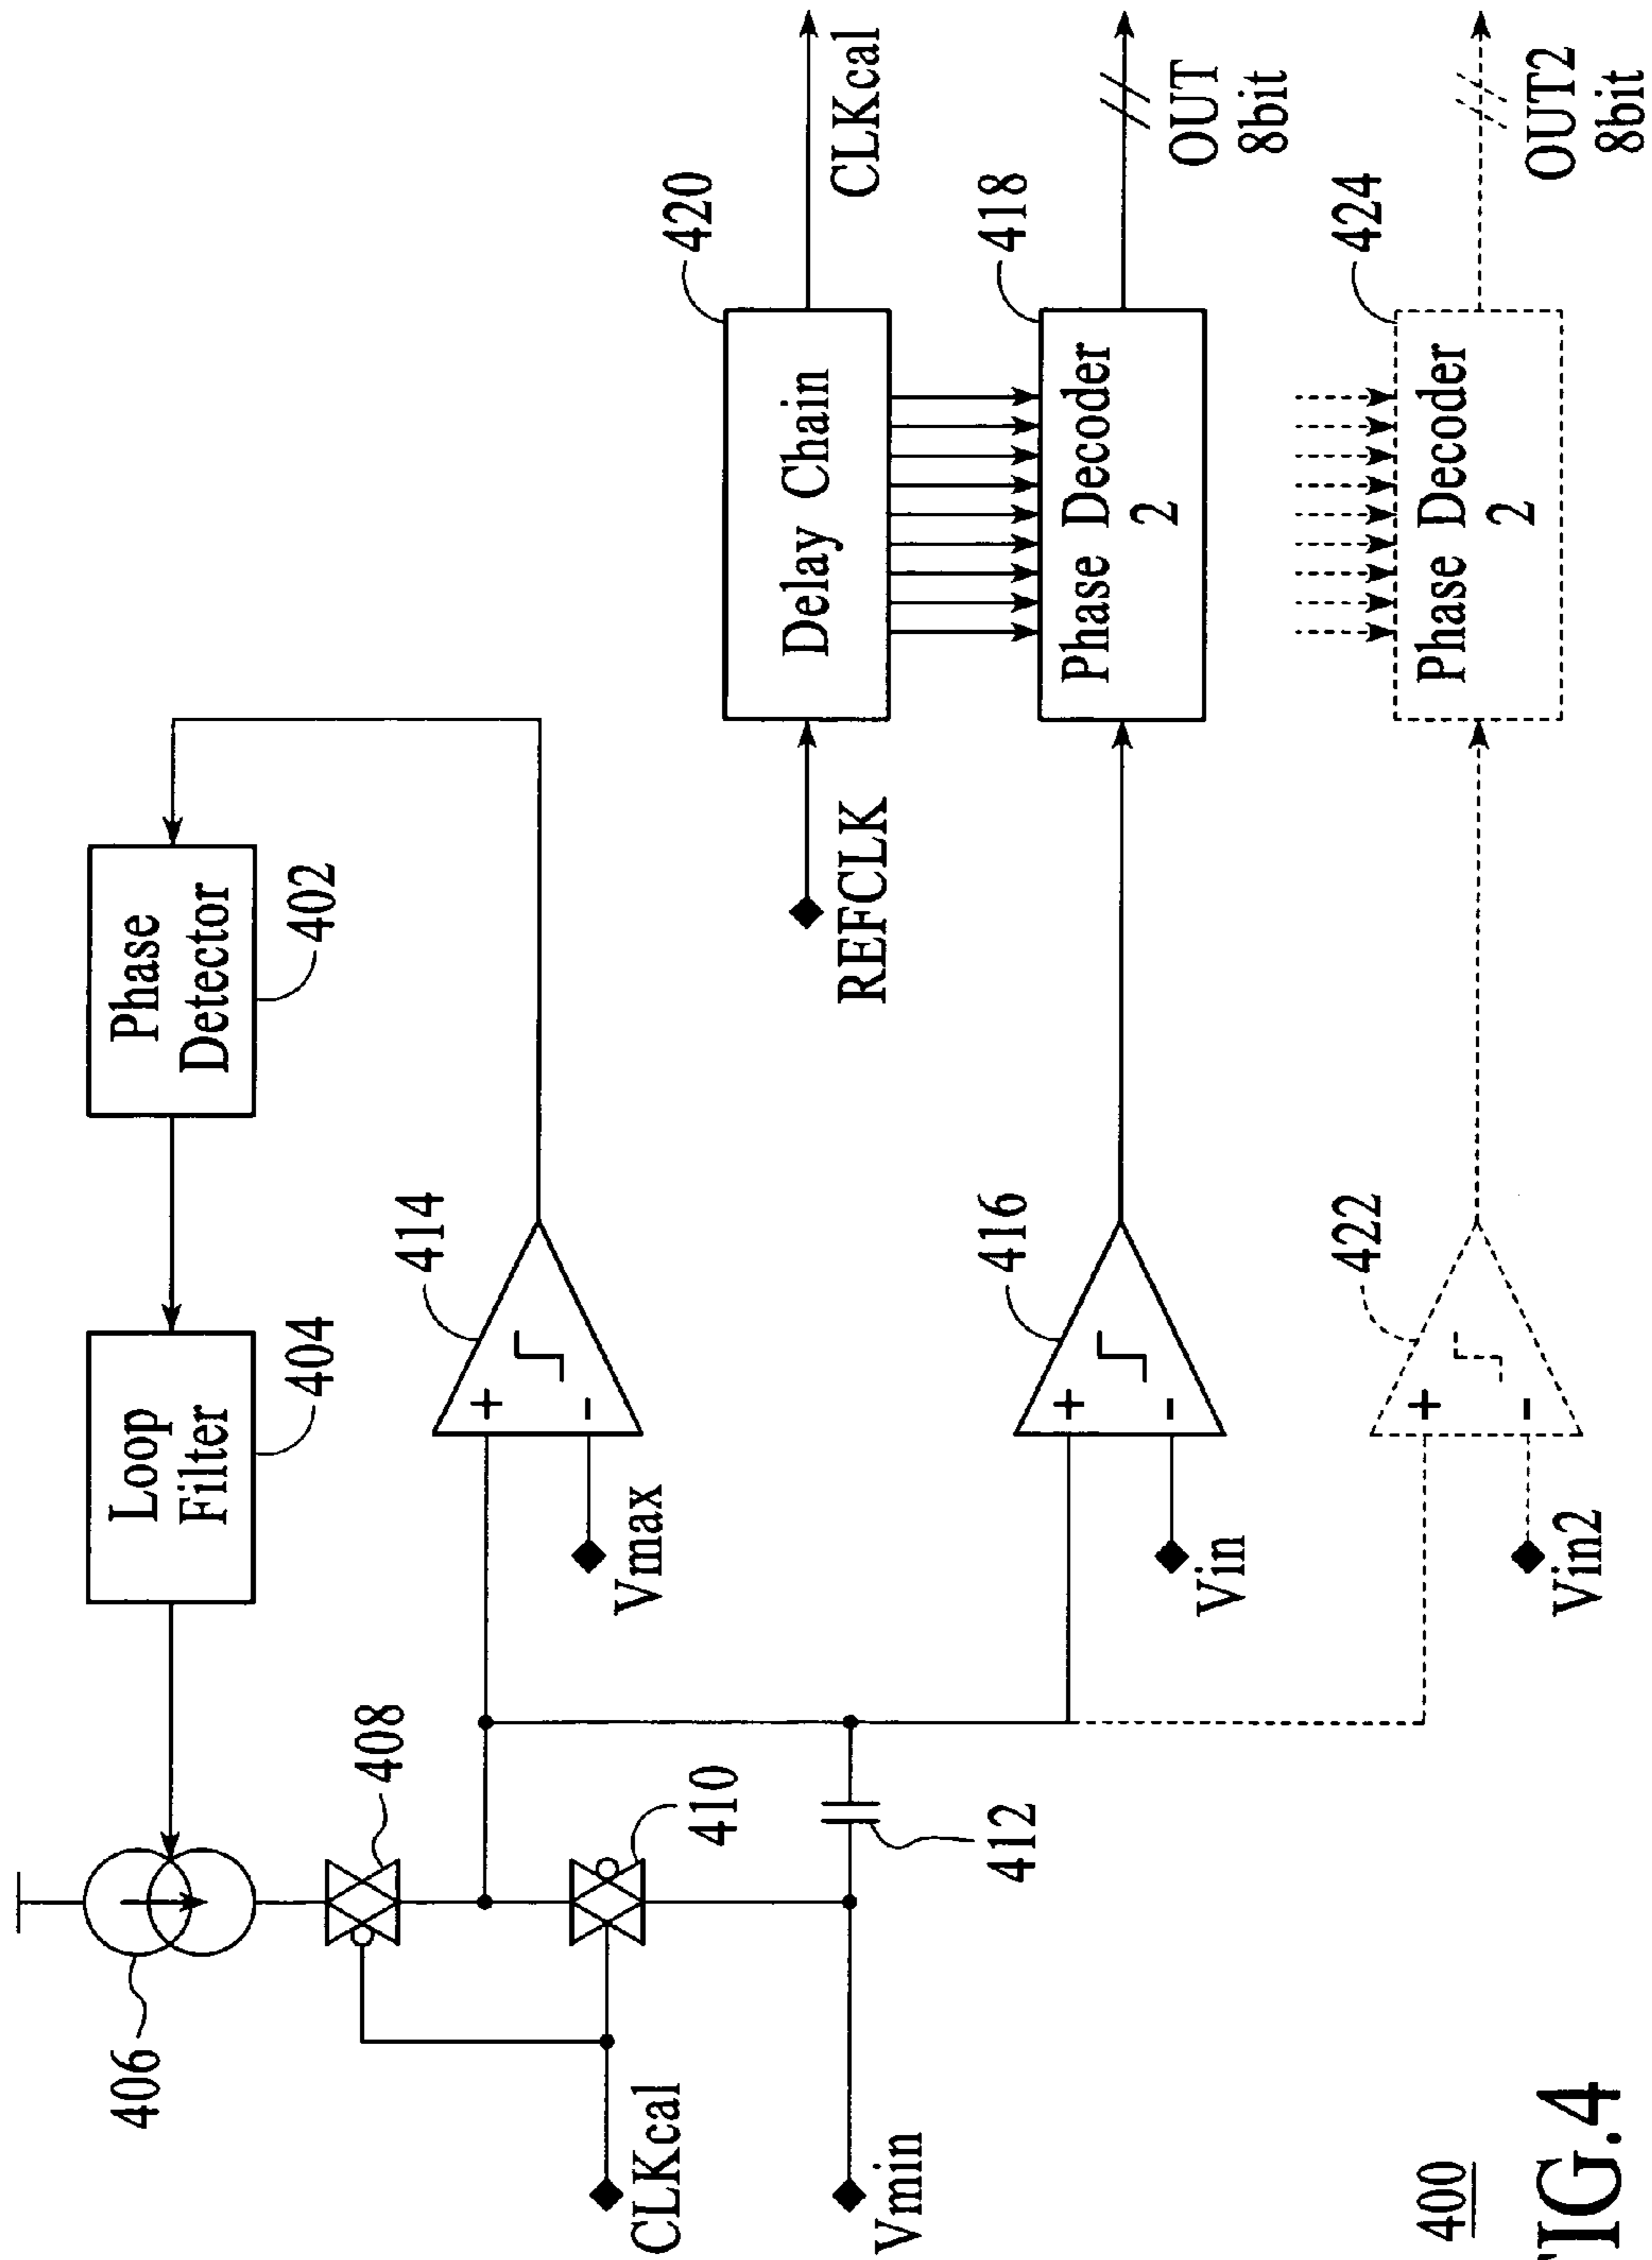 406
Loop
Filter
404
Phase
Detector
402
408
414
+
-
Vmax
410
CLKcal
412
Vmin
REFCLK
Delay Chain
420
CLKcal
416
+
-
Vin
Phase Decoder
2
418
OUT
8bit
422
+
-
Vin2
Phase Decoder
2
424
OUT2
8bit
400
FIG.4